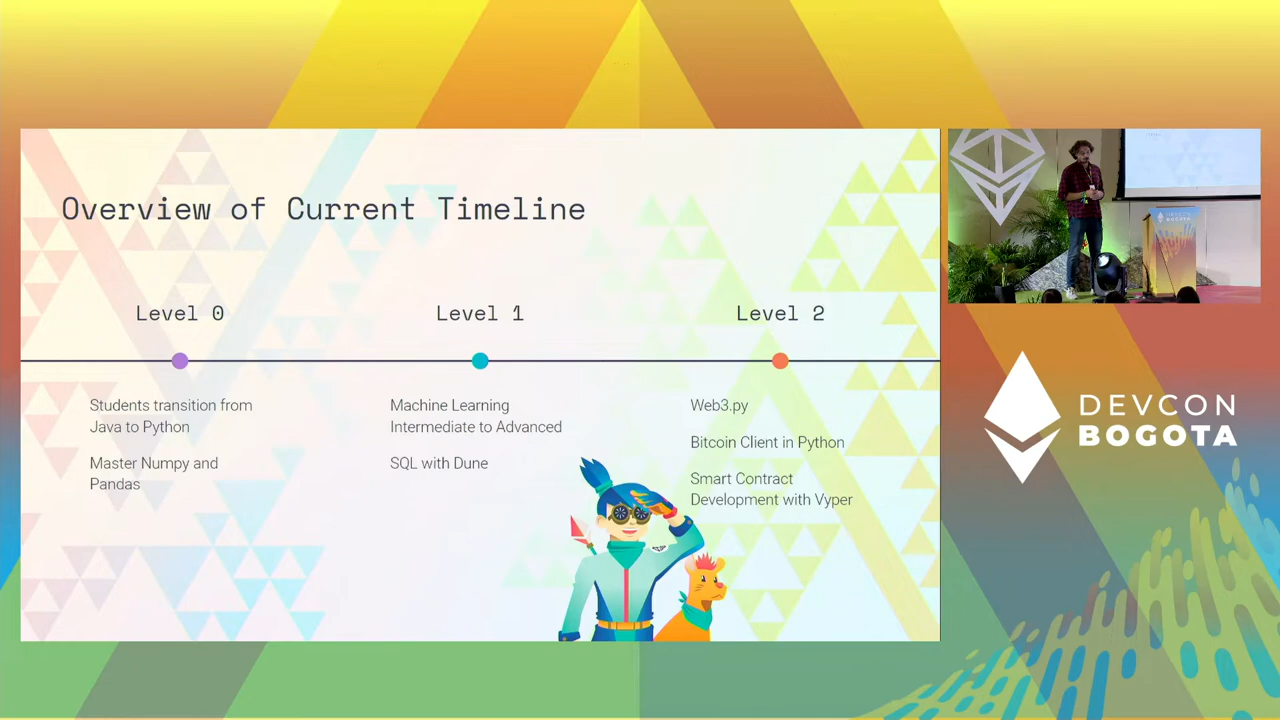 Overview of Current Timeline
Level 0
Level 1
Level 2
Students transition from
Java to Python
Master Numpy and
Pandas
Machine Learning
Intermediate to Advanced
SQL with Dune
Web3.py
Bitcoin Client in Python
Smart Contract
Development with Vyper
DEVCON
BOGOTA
DEVCON
BOGOTA